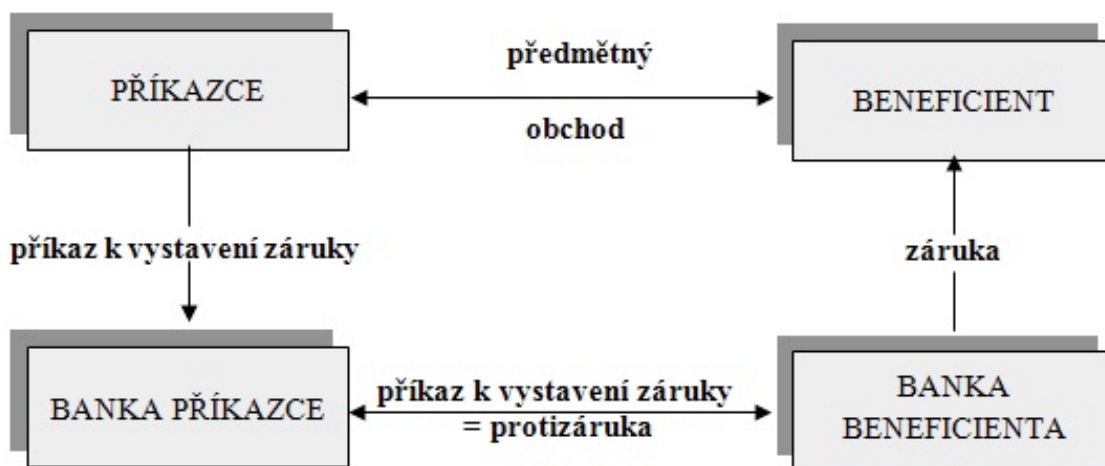 PŘÍKAZCE
předmětný
obchod
BENEFICIENT
příkaz k vystavení záruky
záruka
BANKA PŘÍKAZCE
příkaz k vystavení záruky
= protizáruka
BANKA
BENEFICIENTA